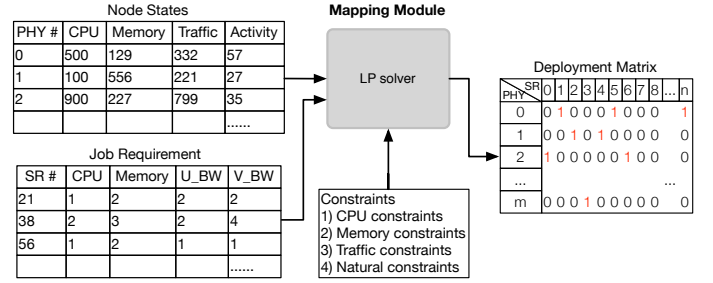 Node States
PHY # CPU Memory Traffic Activity
0 500 129 332 57
1 100 556 221 27
2 900 227 799 35
......
Job Requirement
SR # CPU Memory U_BW V_BW
21 1 2 2 2
38 2 3 2 4
56 1 2 1 1
......
Mapping Module
LP solver
Constraints
1) CPU constraints
2) Memory constraints
3) Traffic constraints
4) Natural constraints
Deployment Matrix
PHY SR 0 1 2 3 4 5 6 7 8 ... n
0 0 1 0 0 0 1 0 0 0 1
1 0 0 1 0 1 0 0 0 0 0
2 1 0 0 0 0 0 1 0 0 0
... ...
m 0 0 0 1 0 0 0 0 0 0